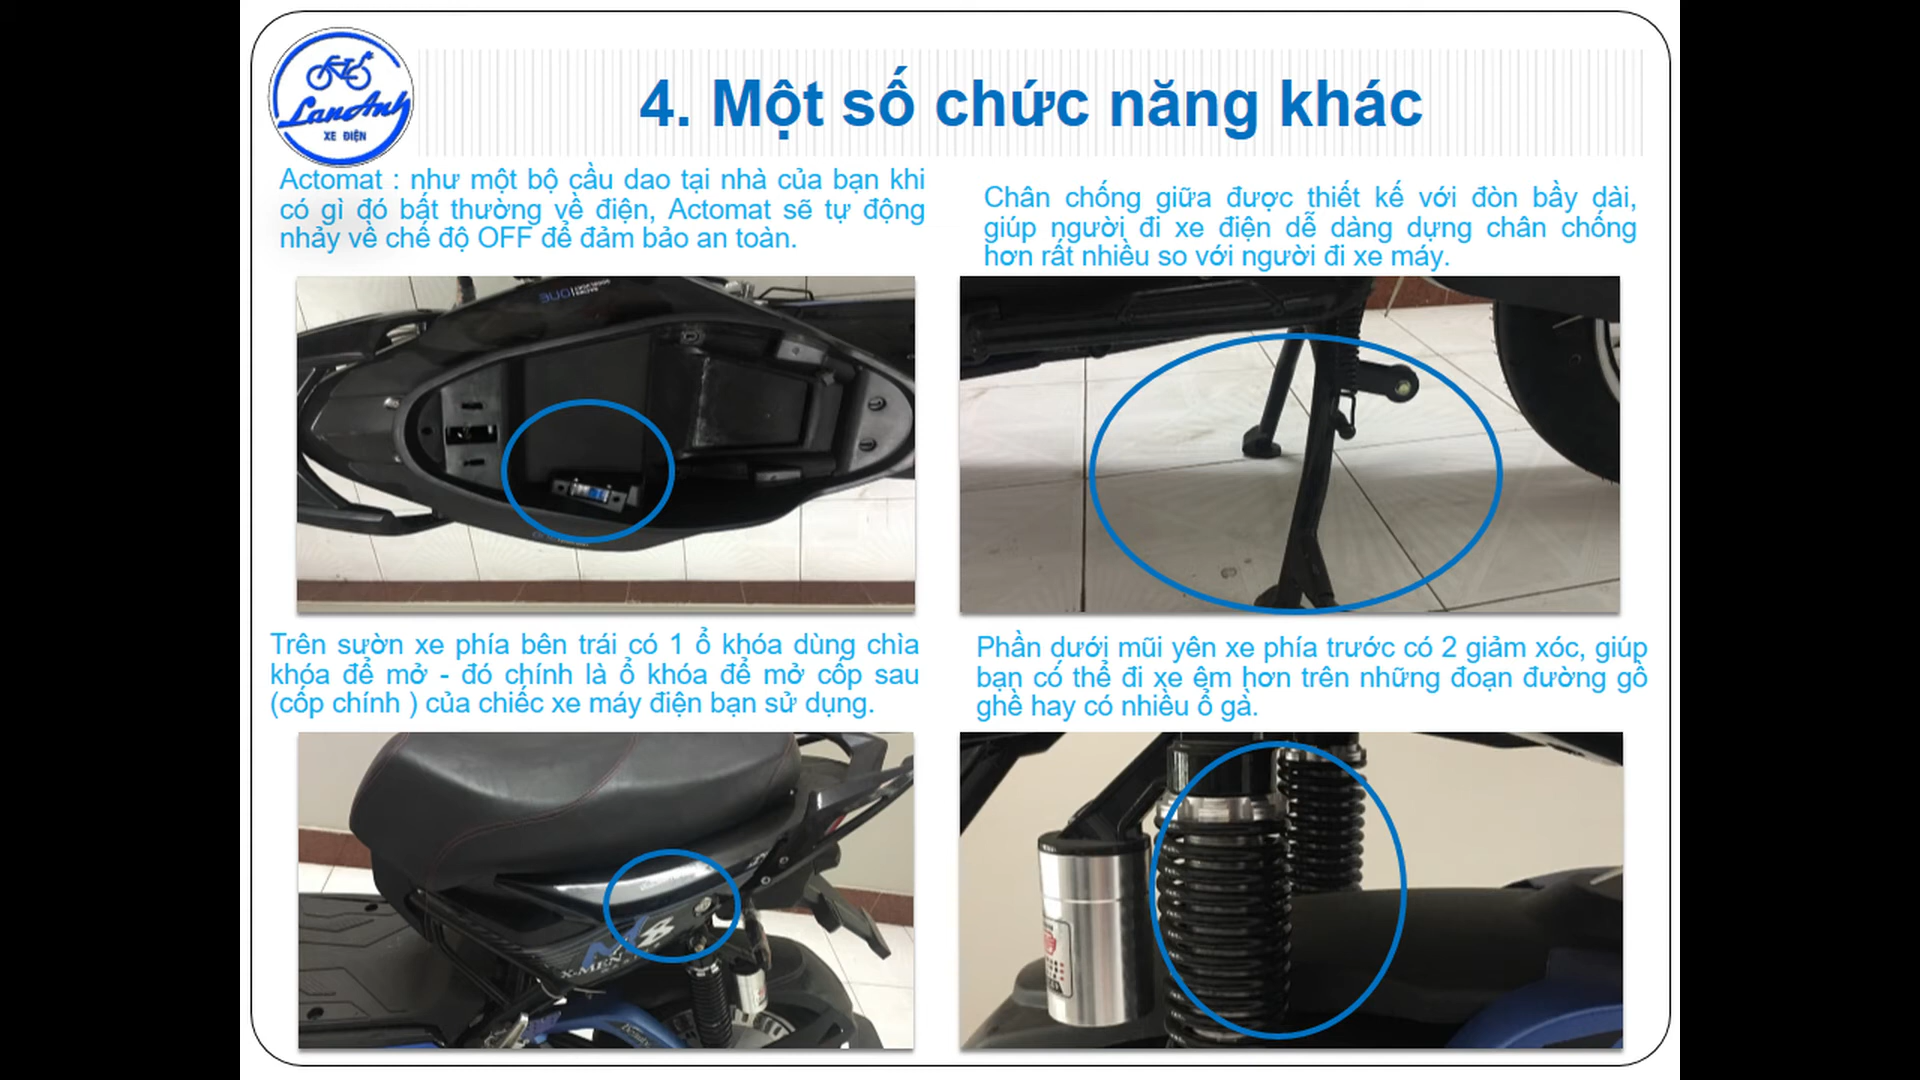 LanAnh
XE ĐIỆN
4. Một số chức năng khác
Actomat : như một bộ cầu dao tại nhà của bạn khi
có gì đó bất thường về điện, Actomat sẽ tự động
nhảy về chế độ OFF để đảm bảo an toàn.
Chân chống giữa được thiết kế với đòn bầy dài,
giúp người đi xe điện dễ dàng dựng chân chống
hơn rất nhiều so với người đi xe máy.
Trên sườn xe phía bên trái có 1 ổ khóa dùng chìa
khóa để mở - đó chính là ổ khóa để mở cốp sau
(cốp chính ) của chiếc xe máy điện bạn sử dụng.
Phần dưới mũi yên xe phía trước có 2 giảm xóc, giúp
bạn có thể đi xe êm hơn trên những đoạn đường gồ
ghề hay có nhiều ổ gà.
X-MEN
8